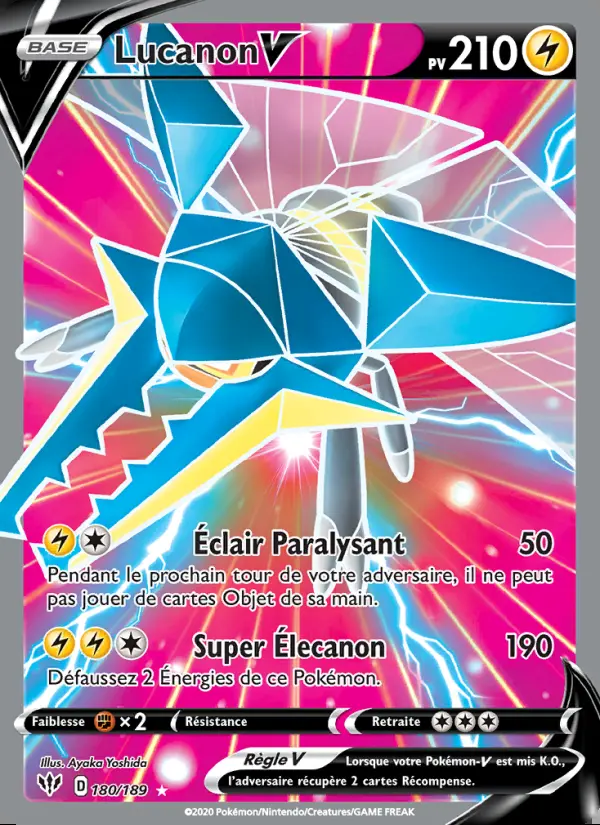 BASE Lucanon V PV 210
Éclair Paralysant 50
Pendant le prochain tour de votre adversaire, il ne peut
pas jouer de cartes Objet de sa main.
Super Élecanon 190
Défaussez 2 Énergies de ce Pokémon.
Faiblesse ×2 Résistance Retraite
Illus. Ayaka Yoshida
Règle V Lorsque votre Pokémon-V est mis K.O.,
l'adversaire récupère 2 cartes Récompense.
D 180/189
©2020 Pokémon/Nintendo/Creatures/GAME FREAK